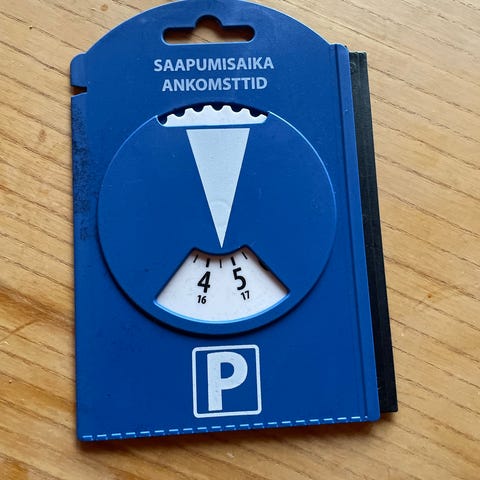 SAAPUMISAIKA
ANKOMSTTID
4 5
16 17
P